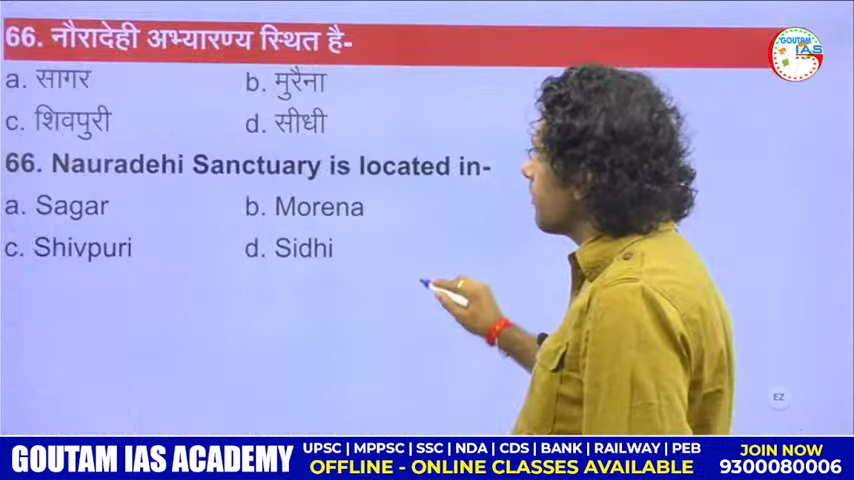 66. नौरादेही अभ्यारण्य स्थित है-
a. सागर b. मुरैना
c. शिवपुरी d. सीधी
66. Nauradehi Sanctuary is located in-
a. Sagar b. Morena
c. Shivpuri d. Sidhi
GOUTAM
IAS
EZ
GOUTAM IAS ACADEMY
UPSC | MPPSC | SSC | NDA | CDS | BANK | RAILWAY | PEB
OFFLINE - ONLINE CLASSES AVAILABLE
JOIN NOW
9300080006